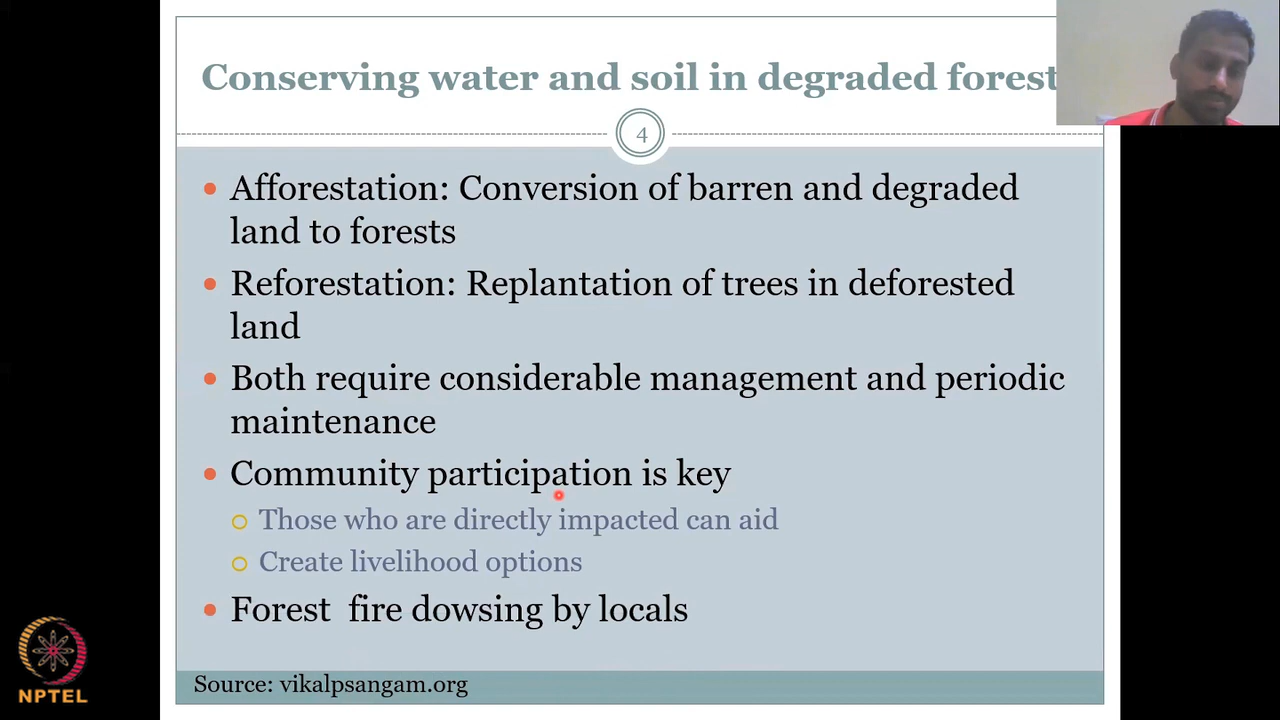 Conserving water and soil in degraded forest
4
• Afforestation: Conversion of barren and degraded
land to forests
• Reforestation: Replantation of trees in deforested
land
• Both require considerable management and periodic
maintenance
• Community participation is key
○ Those who are directly impacted can aid
○ Create livelihood options
• Forest  fire dowsing by locals
Source: vikalpsangam.org
NPTEL